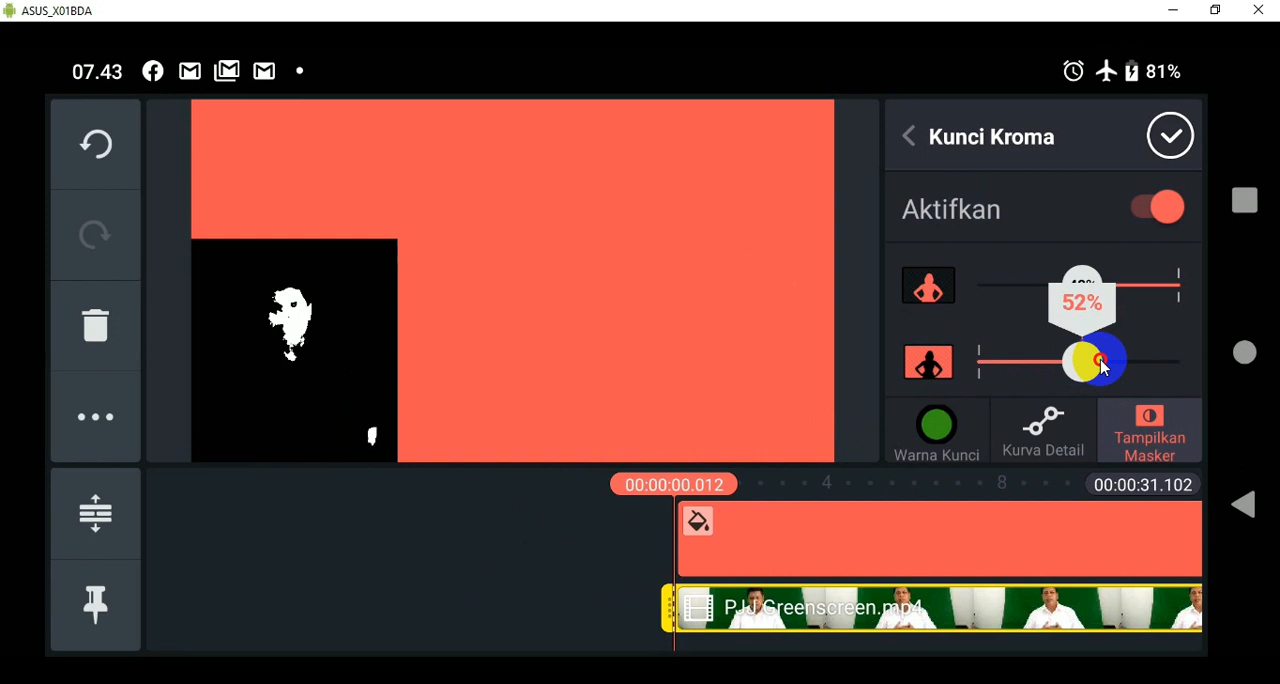 ASUS_X01BDA
07.43
81%
Kunci Kroma
Aktifkan
52%
Warna Kunci
Kurva Detail
Tampilkan
Masker
00:00:00.012
4
8
00:00:31.102
PJJ Greenscreen.mp4